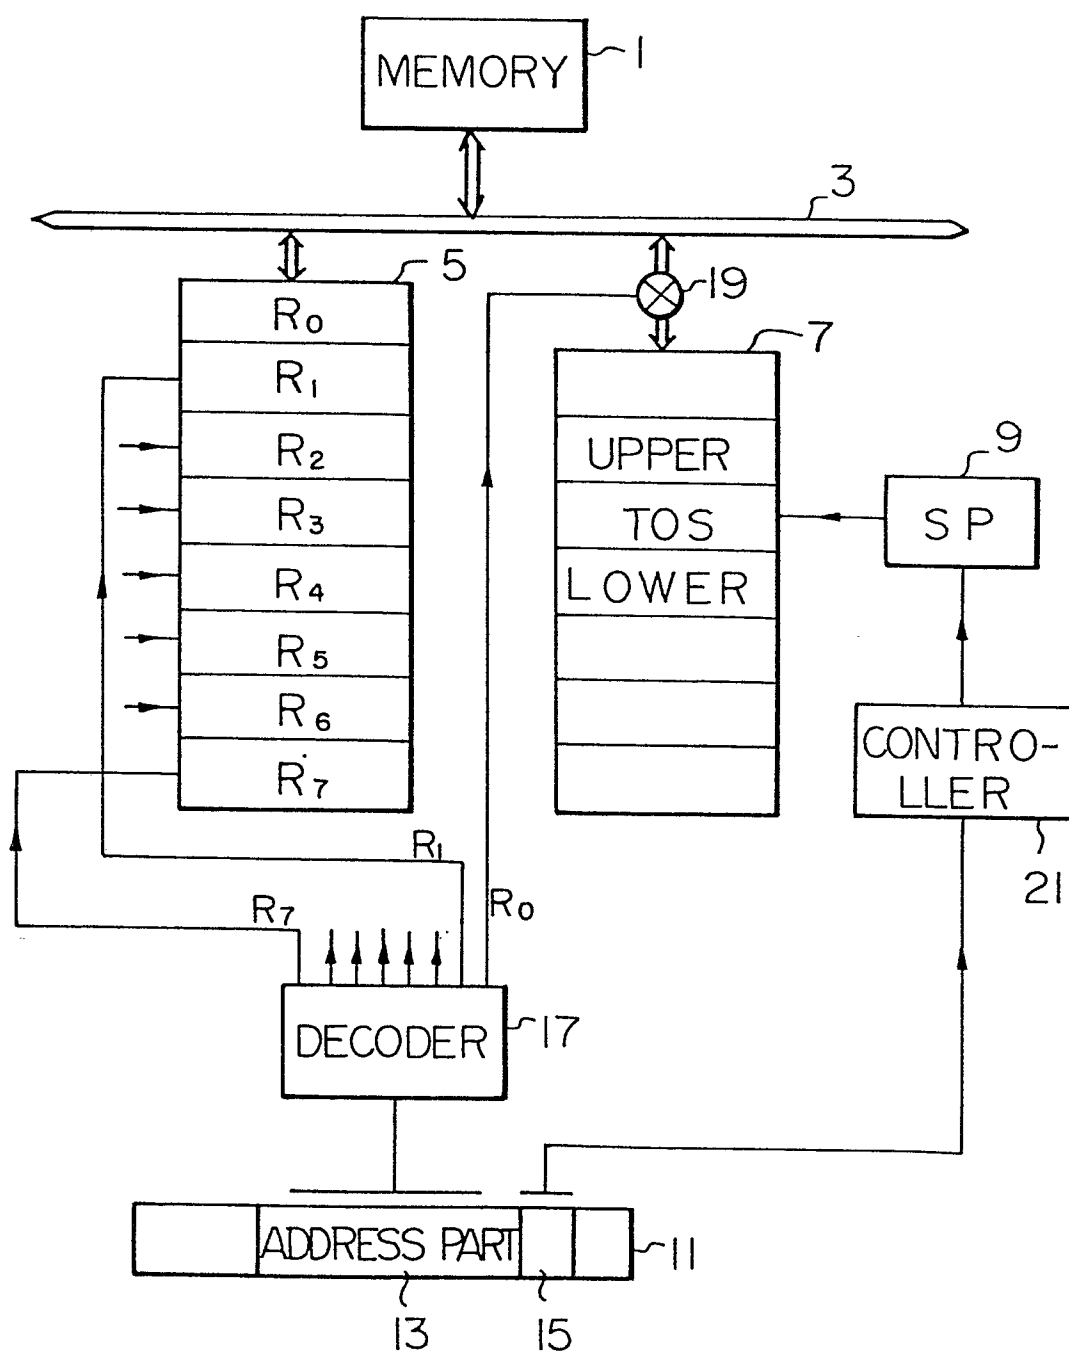 MEMORY
1
3
5
19
7
R0
R1
R2
R3
R4
R5
R6
R7
UPPER
TOS
LOWER
9
SP
CONTRO-
LLER
21
R1
R7
R0
DECODER
17
ADDRESS PART
11
13
15